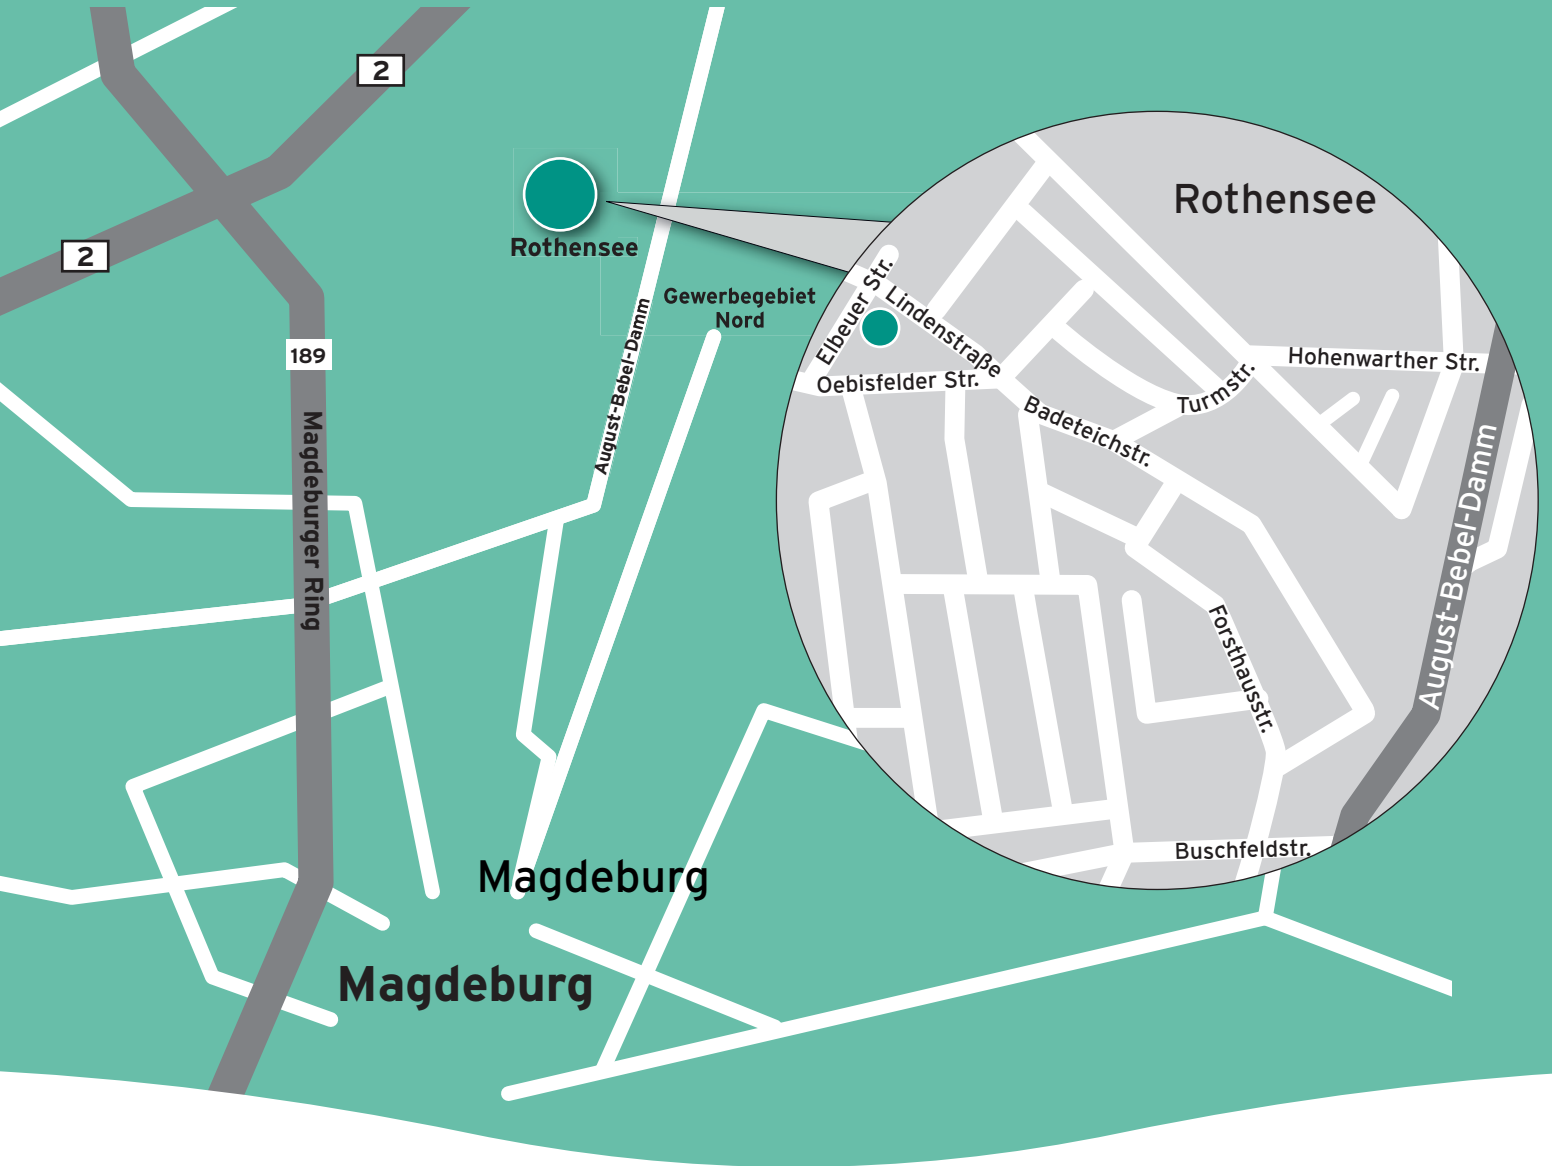 2
2
189
Magdeburger Ring
Rothensee
August-Bebel-Damm
Gewerbegebiet
Nord
Magdeburg
Magdeburg
Rothensee
Elbeuer Str.
Lindenstraße
Oebisfelder Str.
Badeteichstr.
Turmstr.
Hohenwarther Str.
August-Bebel-Damm
Forsthausstr.
Buschfeldstr.